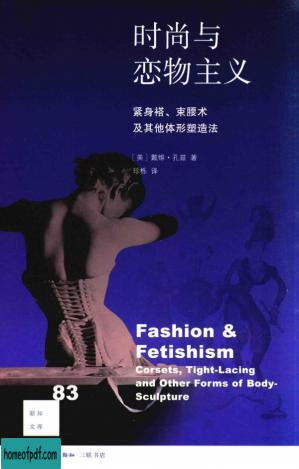 时尚与
恋物主义
紧身褡、束腰术
及其他体形塑造法
[美] 戴维·孔兹 著
珍栎 译
Fashion &
Fetishism
Corsets, Tight-Lacing
and Other Forms of Body-
Sculpture
83
新知
文库
homeofpdf.com
三联书店